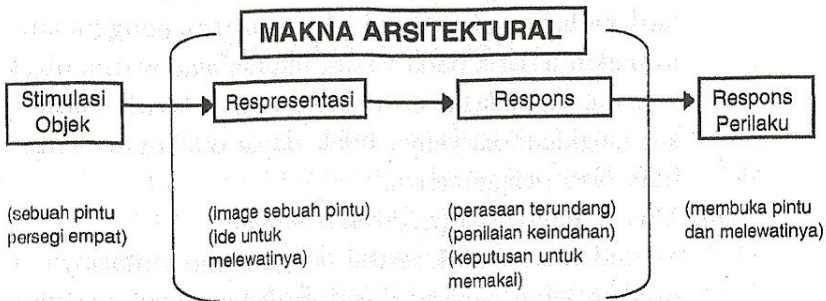 MAKNA ARSITEKTURAL
Stimulasi
Objek
Respresentasi
Respons
Respons
Perilaku
(sebuah pintu
persegi empat)
(image sebuah pintu)
(ide untuk
melewatinya)
(perasaan terundang)
(penilaian keindahan)
(keputusan untuk
memakai)
(membuka pintu
dan melewatinya)